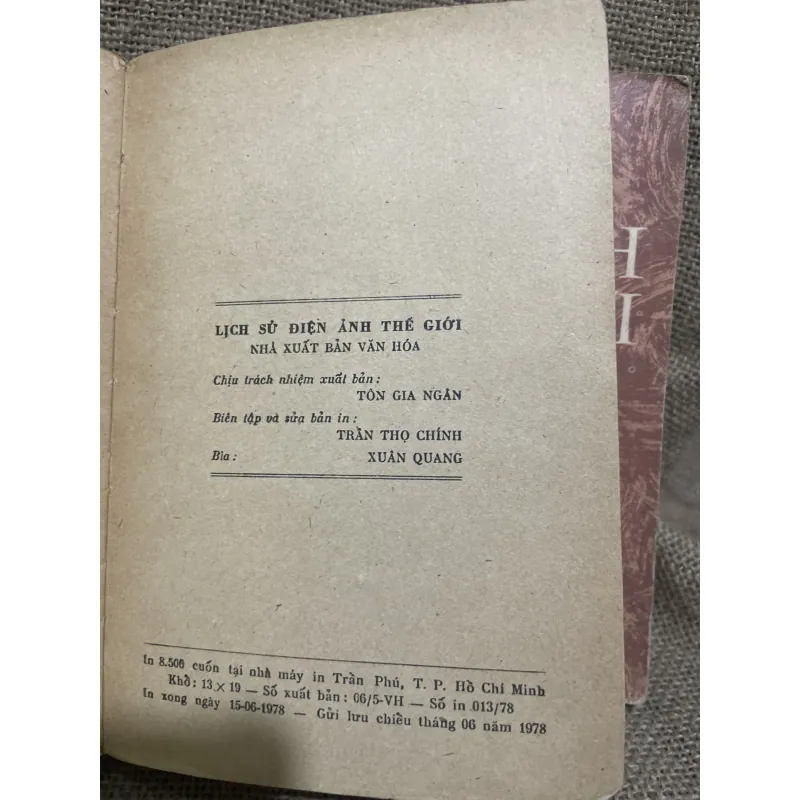 LỊCH SỬ ĐIỆN ẢNH THẾ GIỚI
NHÀ XUẤT BẢN VĂN HÓA
Chịu trách nhiệm xuất bản :
TÔN GIA NGÂN
Biên tập và sửa bản in :
TRẦN THỌ CHÍNH
Bìa :
XUÂN QUANG
In 8.500 cuốn tại nhà máy in Trần Phú, T. P. Hồ Chí Minh
Khổ : 13 × 19 — Số xuất bản : 06/5-VH — Số in 013/78
In xong ngày 15-06-1978 — Gửi lưu chiểu tháng 06 năm 1978
H
I